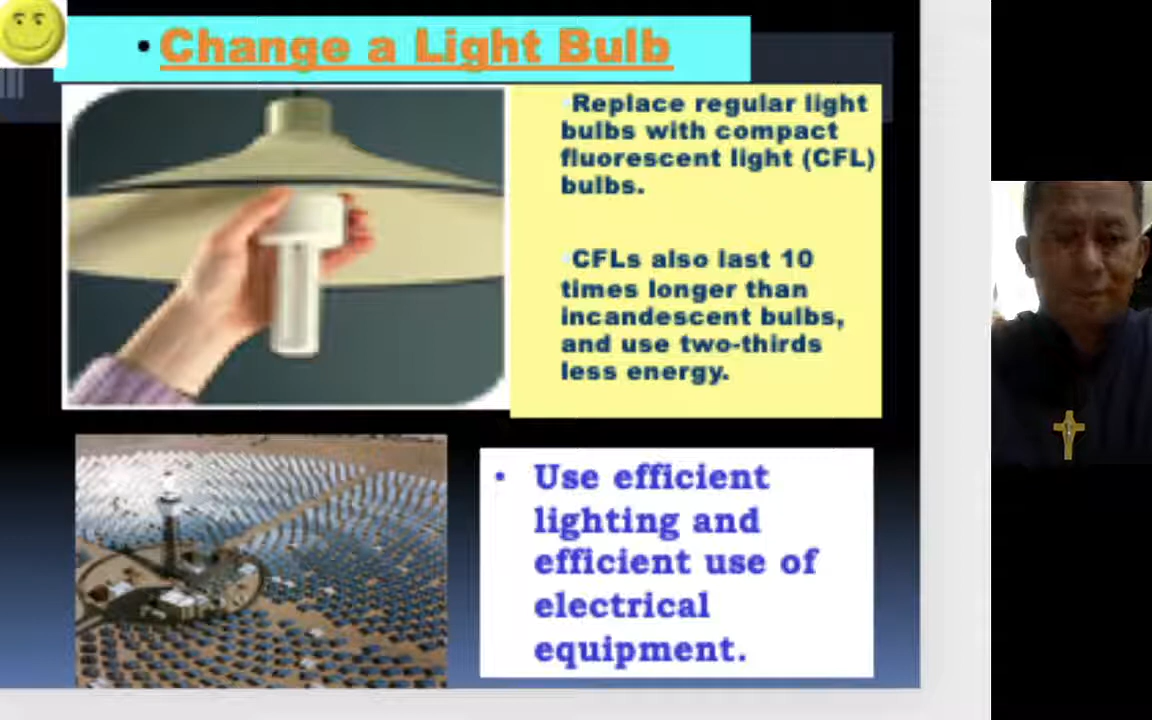 • Change a Light Bulb
Replace regular light
bulbs with compact
fluorescent light (CFL)
bulbs.
CFLs also last 10
times longer than
incandescent bulbs,
and use two-thirds
less energy.
• Use efficient
lighting and
efficient use of
electrical
equipment.